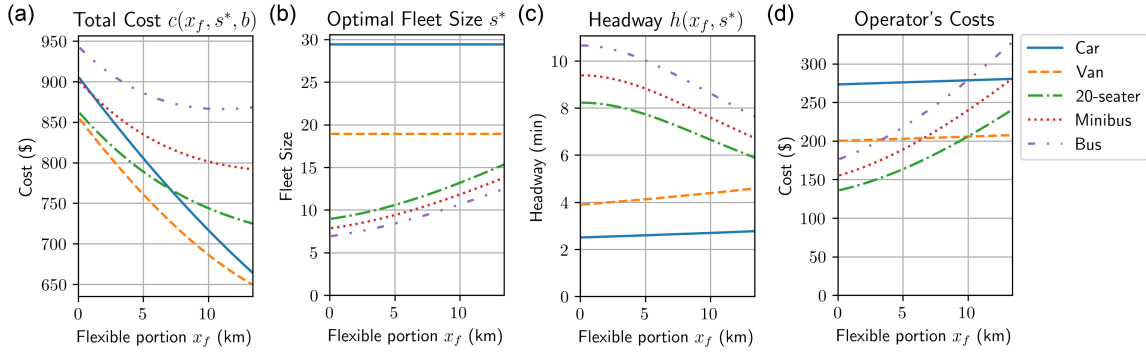 (a)
Total Cost c(x_f, s*, b)
950
900
850
800
750
700
650
Cost ($)
0
5
10
Flexible portion x_f (km)
(b)
Optimal Fleet Size s*
30
25
20
15
10
5
0
Fleet Size
0
5
10
Flexible portion x_f (km)
(c)
Headway h(x_f, s*)
10
8
6
4
2
0
Headway (min)
0
5
10
Flexible portion x_f (km)
(d)
Operator's Costs
300
250
200
150
100
50
0
Cost ($)
0
5
10
Flexible portion x_f (km)
Car
Van
20-seater
Minibus
Bus